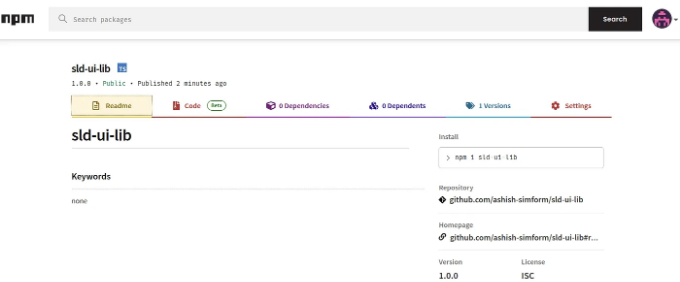 npm
Search packages
Search
sld-ui-lib TS
1.0.0 • Public • Published 2 minutes ago
Readme
Code Beta
0 Dependencies
0 Dependents
1 Versions
Settings
sld-ui-lib
Keywords
none
Install
> npm i sld-ui-lib
Repository
github.com/ashish-simform/sld-ui-lib
Homepage
github.com/ashish-simform/sld-ui-lib#r...
Version
1.0.0
License
ISC